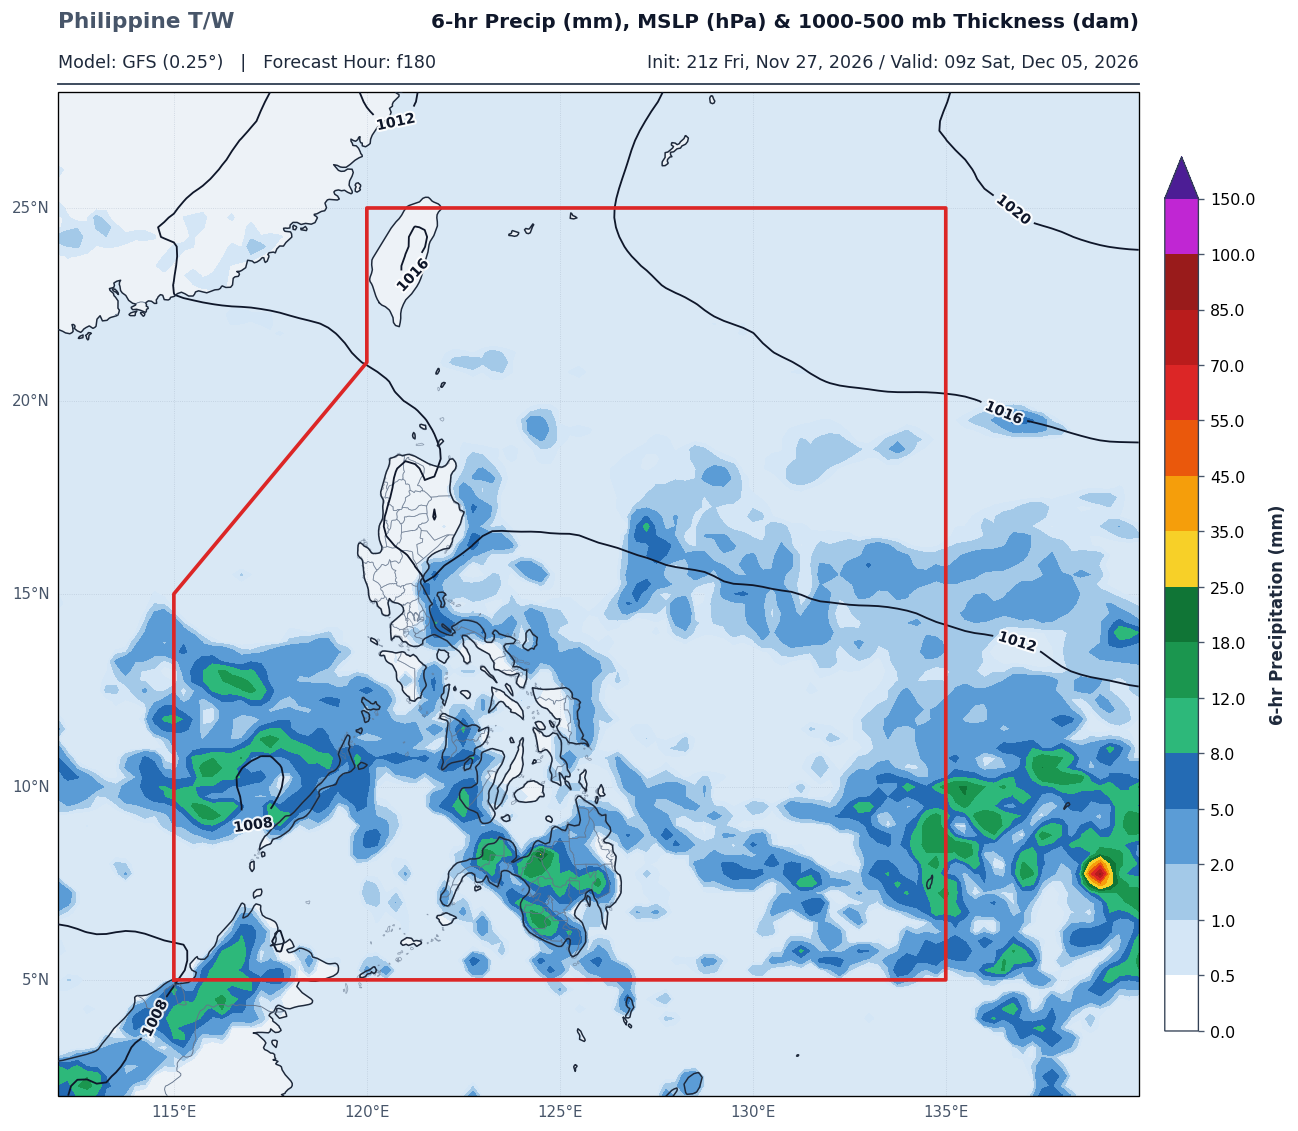 Philippine T/W
6-hr Precip (mm), MSLP (hPa) & 1000-500 mb Thickness (dam)
Model: GFS (0.25°)   |   Forecast Hour: f180
Init: 21z Fri, Nov 27, 2026 / Valid: 09z Sat, Dec 05, 2026
1012
1020
1016
1016
1012
1008
1008
25°N
20°N
15°N
10°N
5°N
115°E
120°E
125°E
130°E
135°E
150.0
100.0
85.0
70.0
55.0
45.0
35.0
25.0
18.0
12.0
8.0
5.0
2.0
1.0
0.5
0.0
6-hr Precipitation (mm)